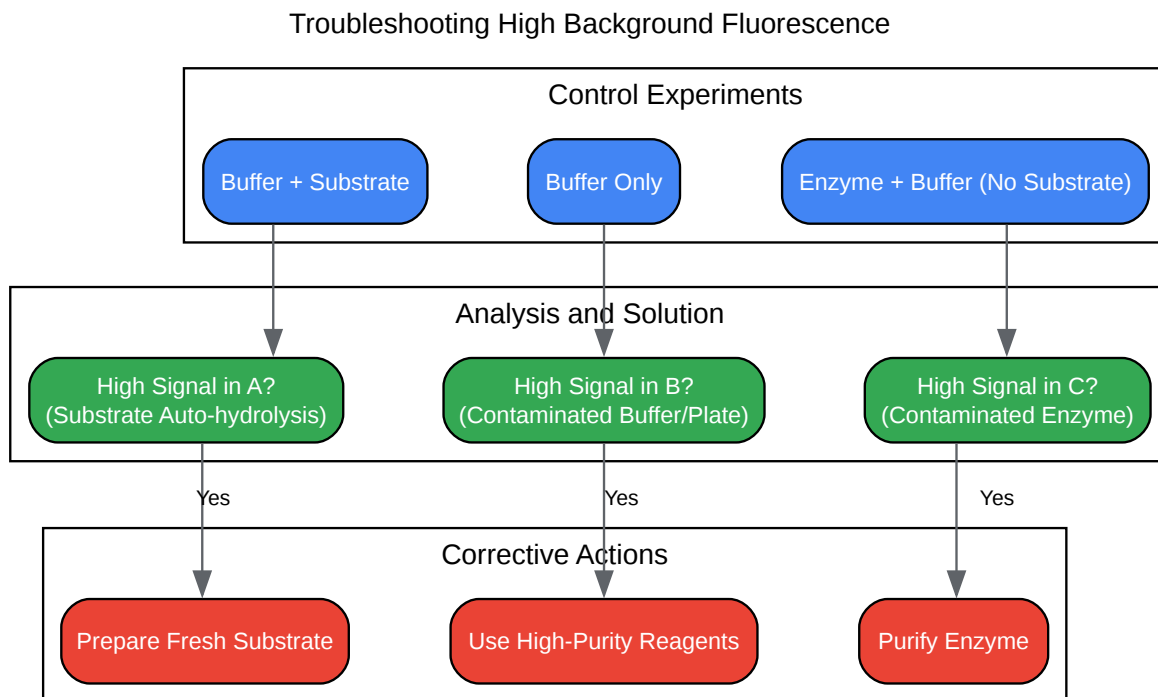 Troubleshooting High Background Fluorescence
Control Experiments
Buffer + Substrate
Buffer Only
Enzyme + Buffer (No Substrate)
Analysis and Solution
High Signal in A?
(Substrate Auto-hydrolysis)
High Signal in B?
(Contaminated Buffer/Plate)
High Signal in C?
(Contaminated Enzyme)
Yes
Yes
Yes
Corrective Actions
Prepare Fresh Substrate
Use High-Purity Reagents
Purify Enzyme